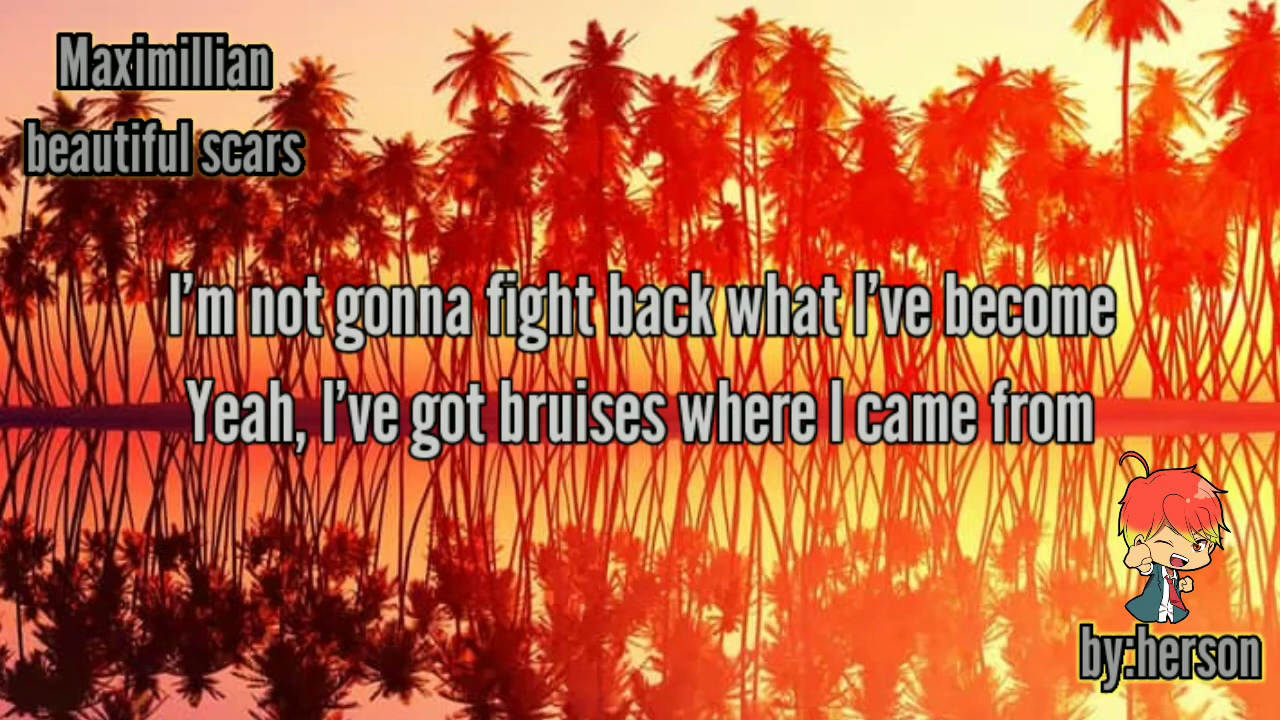 Maximillian
beautiful scars
I'm not gonna fight back what I've become
Yeah, I've got bruises where I came from
by:herson